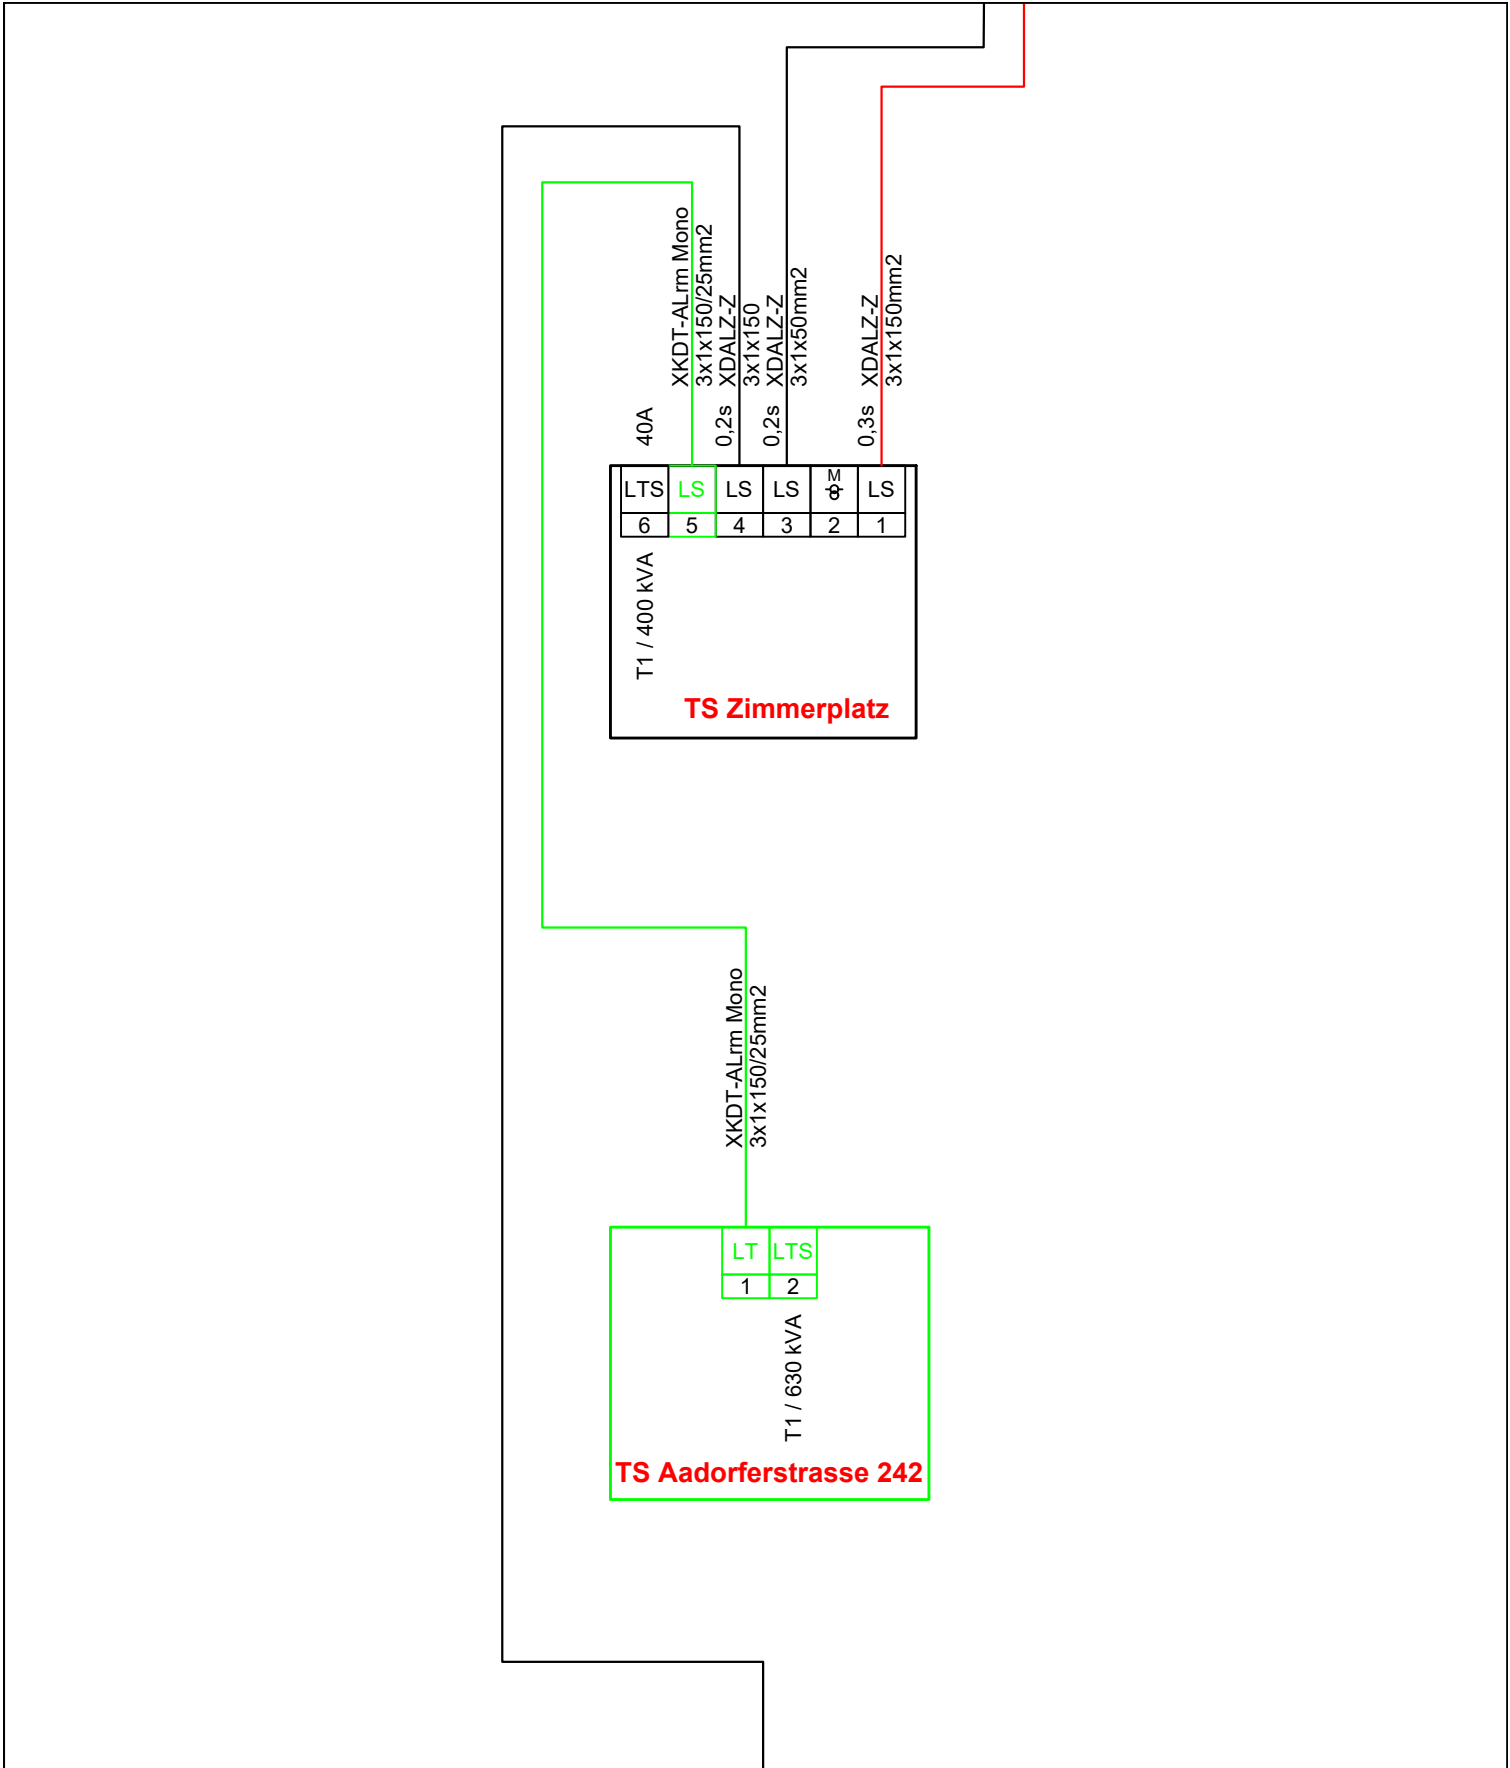 XKDT-ALrm Mono
3x1x150/25mm2
XDALZ-Z
3x1x150
XDALZ-Z
3x1x50mm2
XDALZ-Z
3x1x150mm2
40A
0,2s
0,2s
0,3s
LTS LS LS LS M LS
6 5 4 3 2 1
T1 / 400 kVA
TS Zimmerplatz
XKDT-ALrm Mono
3x1x150/25mm2
LT LTS
1 2
T1 / 630 kVA
TS Aadorferstrasse 242